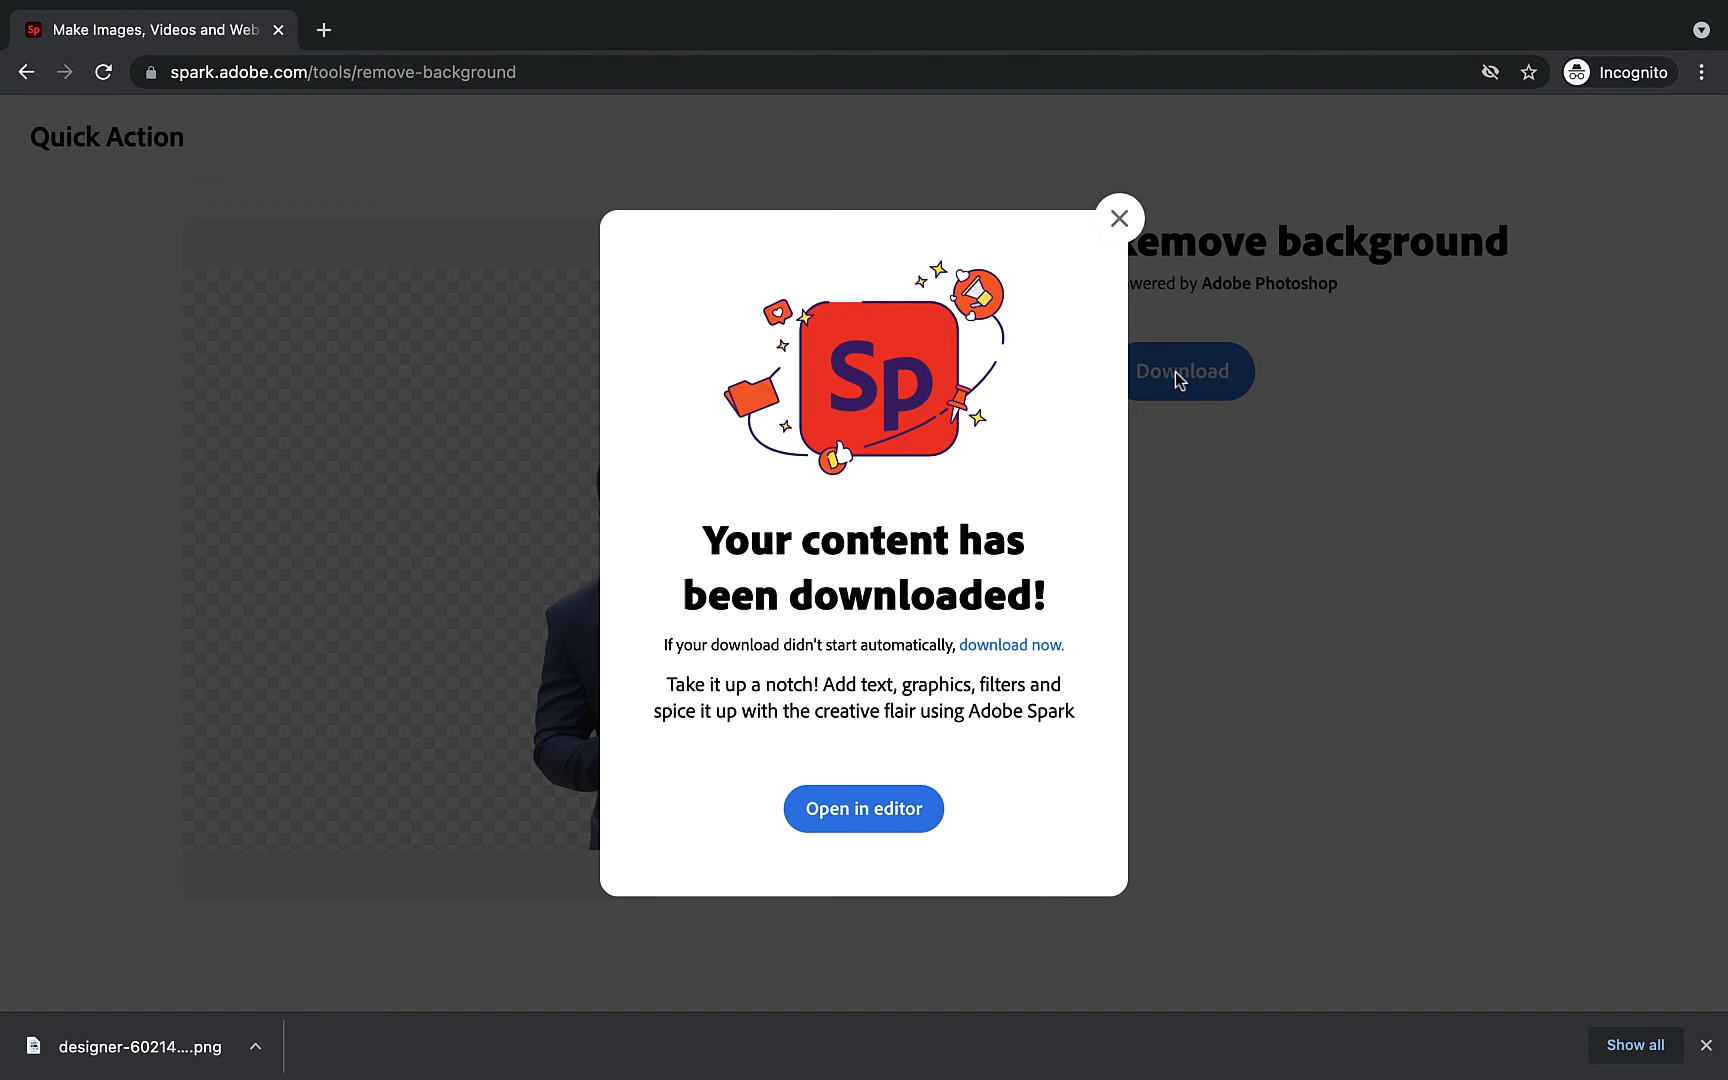 Sp Make Images, Videos and Web
spark.adobe.com/tools/remove-background
Incognito
Quick Action
Remove background
Powered by Adobe Photoshop
Download
Sp
Your content has
been downloaded!
If your download didn't start automatically, download now.
Take it up a notch! Add text, graphics, filters and
spice it up with the creative flair using Adobe Spark
Open in editor
designer-60214....png
Show all